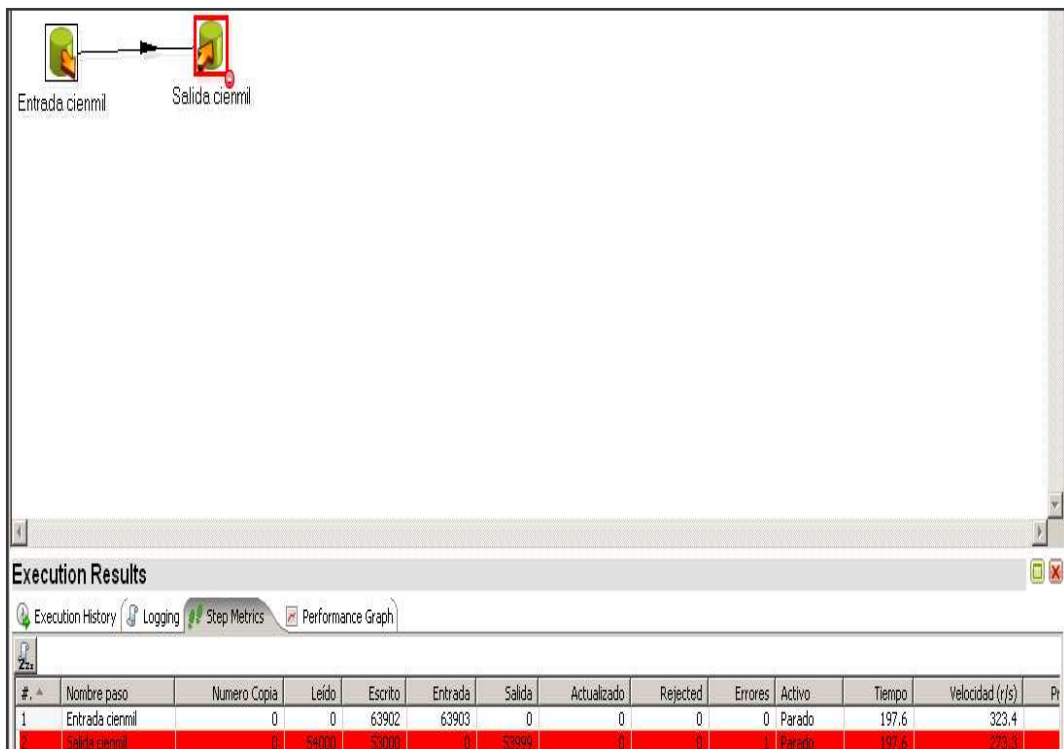 Entrada cienmil
Salida cienmil
Execution Results
Execution History Logging Step Metrics Performance Graph
#. Nombre paso Numero Copia Leído Escrito Entrada Salida Actualizado Rejected Errores Activo Tiempo Velocidad (r/s) Pr
1 Entrada cienmil 0 0 63902 63903 0 0 0 0 Parado 197.6 323.4
2 Salida cienmil 0 54000 53000 0 53999 0 0 1 Parado 197.6 273.3